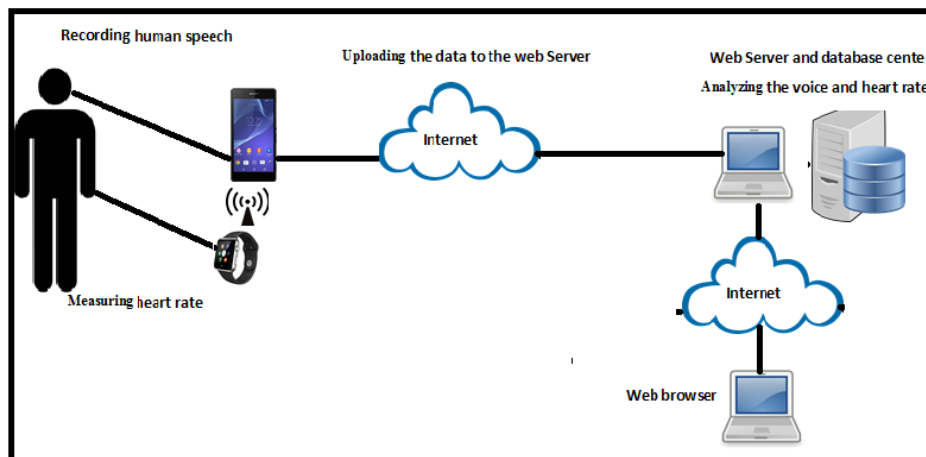 Recording human speech
Uploading the data to the web Server
Web Server and database center
Analyzing the voice and heart rate
Internet
Measuring heart rate
Internet
Web browser